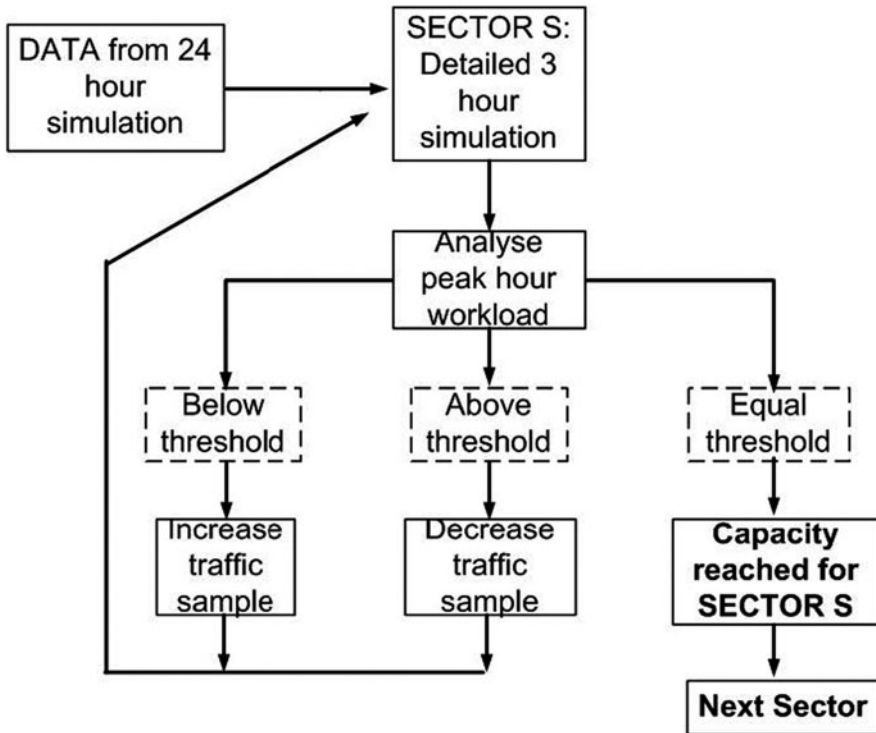 DATA from 24
hour
simulation
SECTOR S:
Detailed 3
hour
simulation
Analyse
peak hour
workload
Below
threshold
Above
threshold
Equal
threshold
Increase
traffic
sample
Decrease
traffic
sample
Capacity
reached for
SECTOR S
Next Sector